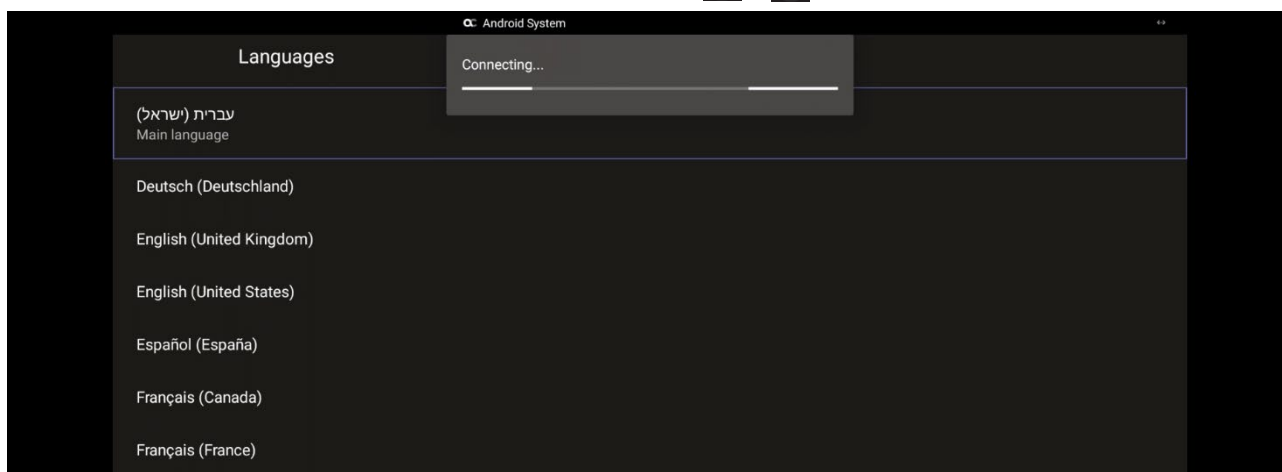 Android System
Languages
Connecting...
עברית (ישראל)
Main language
Deutsch (Deutschland)
English (United Kingdom)
English (United States)
Español (España)
Français (Canada)
Français (France)